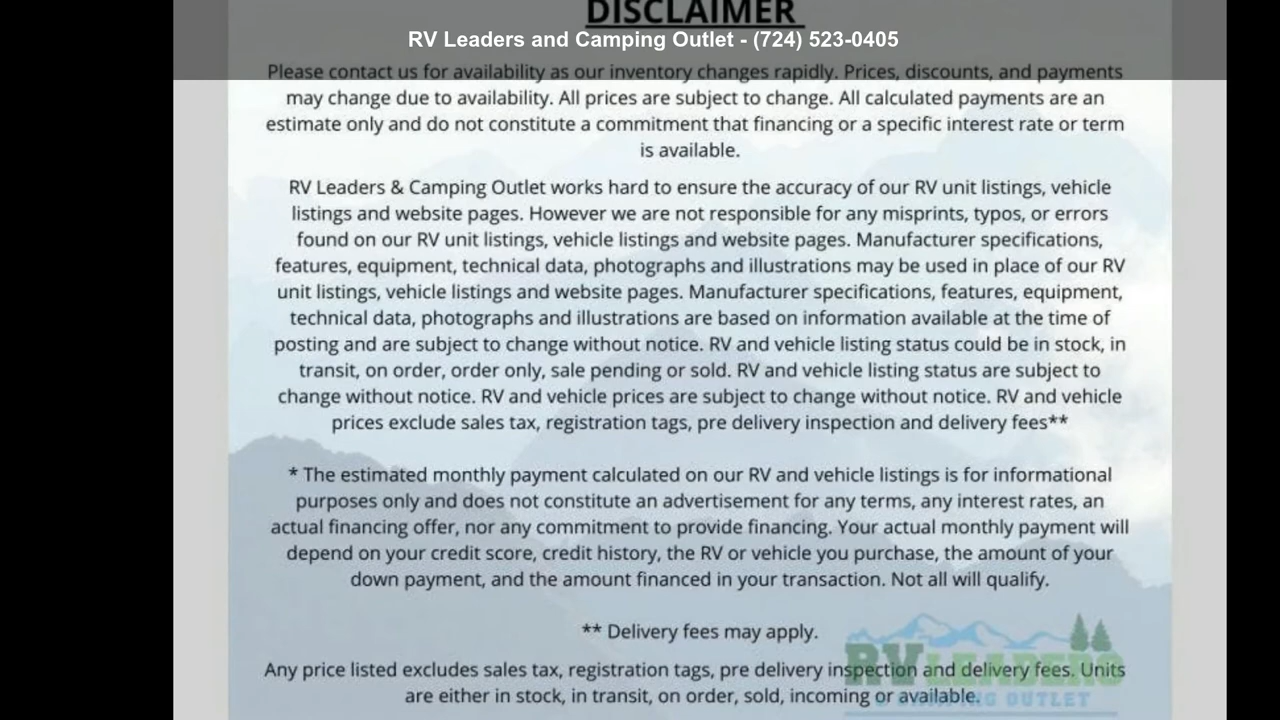 DISCLAIMER
RV Leaders and Camping Outlet - (724) 523-0405
Please contact us for availability as our inventory changes rapidly. Prices, discounts, and payments
may change due to availability. All prices are subject to change. All calculated payments are an
estimate only and do not constitute a commitment that financing or a specific interest rate or term
is available.
RV Leaders & Camping Outlet works hard to ensure the accuracy of our RV unit listings, vehicle
listings and website pages. However we are not responsible for any misprints, typos, or errors
found on our RV unit listings, vehicle listings and website pages. Manufacturer specifications,
features, equipment, technical data, photographs and illustrations may be used in place of our RV
unit listings, vehicle listings and website pages. Manufacturer specifications, features, equipment,
technical data, photographs and illustrations are based on information available at the time of
posting and are subject to change without notice. RV and vehicle listing status could be in stock, in
transit, on order, order only, sale pending or sold. RV and vehicle listing status are subject to
change without notice. RV and vehicle prices are subject to change without notice. RV and vehicle
prices exclude sales tax, registration tags, pre delivery inspection and delivery fees**
* The estimated monthly payment calculated on our RV and vehicle listings is for informational
purposes only and does not constitute an advertisement for any terms, any interest rates, an
actual financing offer, nor any commitment to provide financing. Your actual monthly payment will
depend on your credit score, credit history, the RV or vehicle you purchase, the amount of your
down payment, and the amount financed in your transaction. Not all will qualify.
** Delivery fees may apply.
Any price listed excludes sales tax, registration tags, pre delivery inspection and delivery fees. Units
are either in stock, in transit, on order, sold, incoming or available.
RV LEADERS
& CAMPING OUTLET